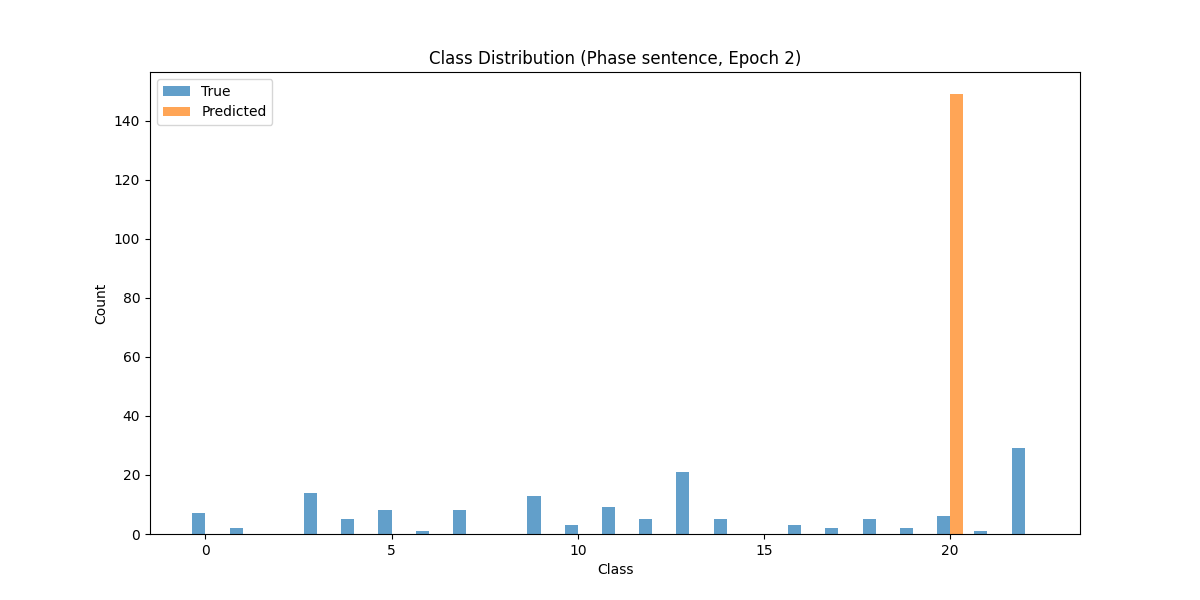 Class Distribution (Phase sentence, Epoch 2)
True
Predicted
140
120
100
80
60
40
20
0
Count
0 5 10 15 20
Class